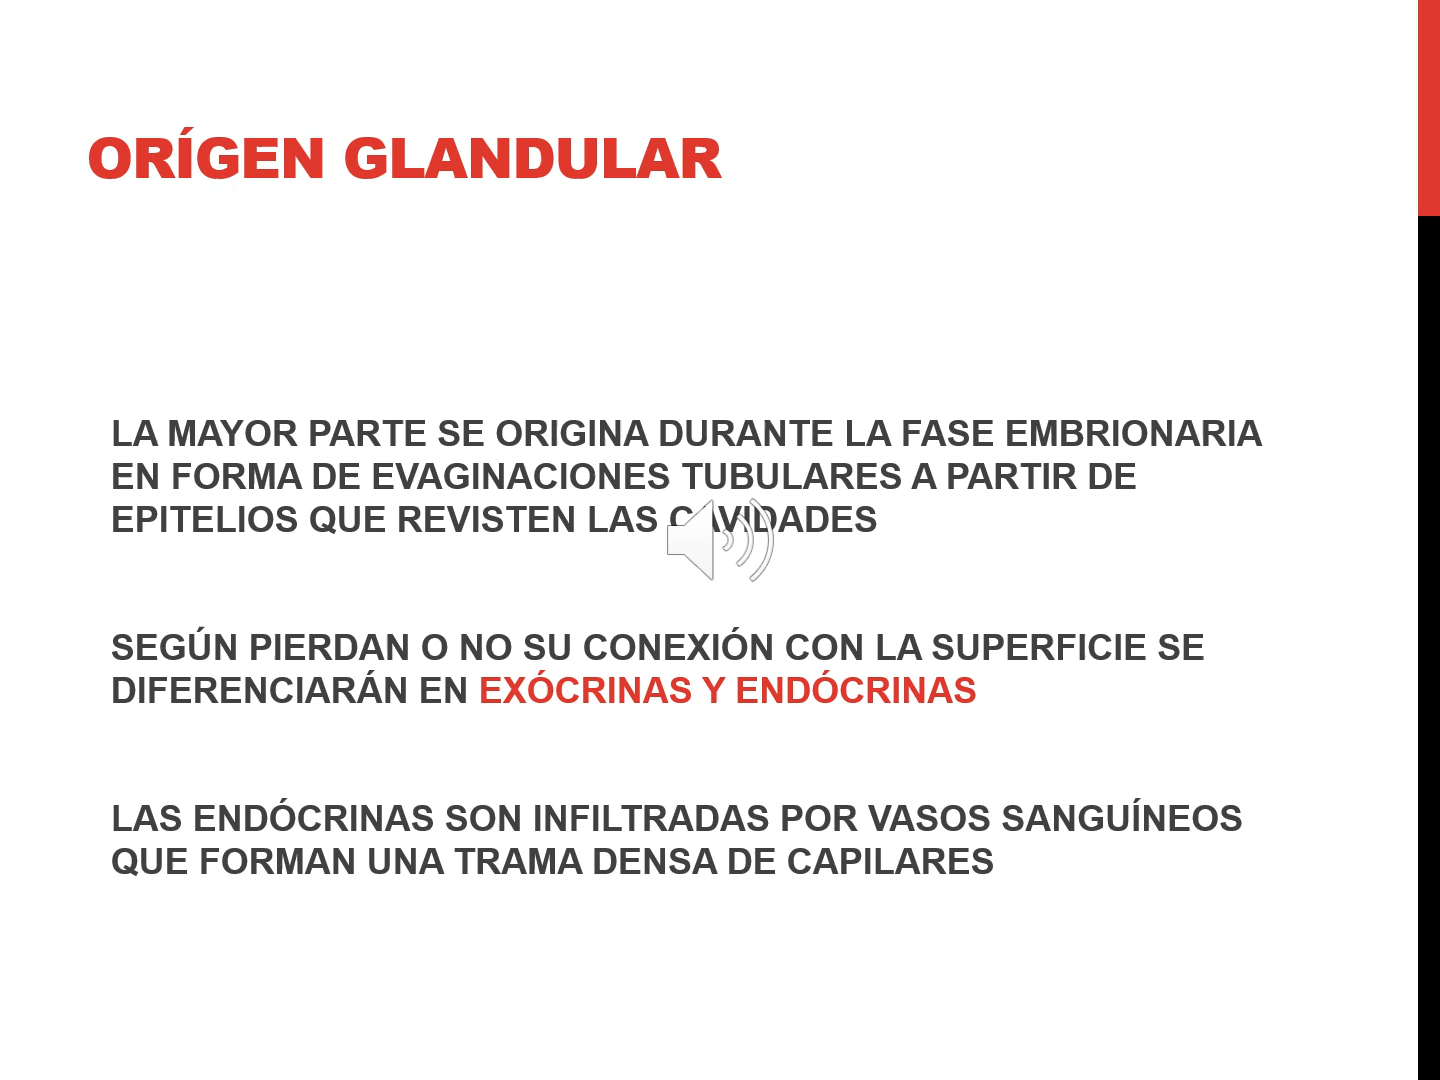 ORÍGEN GLANDULAR
LA MAYOR PARTE SE ORIGINA DURANTE LA FASE EMBRIONARIA
EN FORMA DE EVAGINACIONES TUBULARES A PARTIR DE
EPITELIOS QUE REVISTEN LAS CAVIDADES
SEGÚN PIERDAN O NO SU CONEXIÓN CON LA SUPERFICIE SE
DIFERENCIARÁN EN EXÓCRINAS Y ENDÓCRINAS
LAS ENDÓCRINAS SON INFILTRADAS POR VASOS SANGUÍNEOS
QUE FORMAN UNA TRAMA DENSA DE CAPILARES